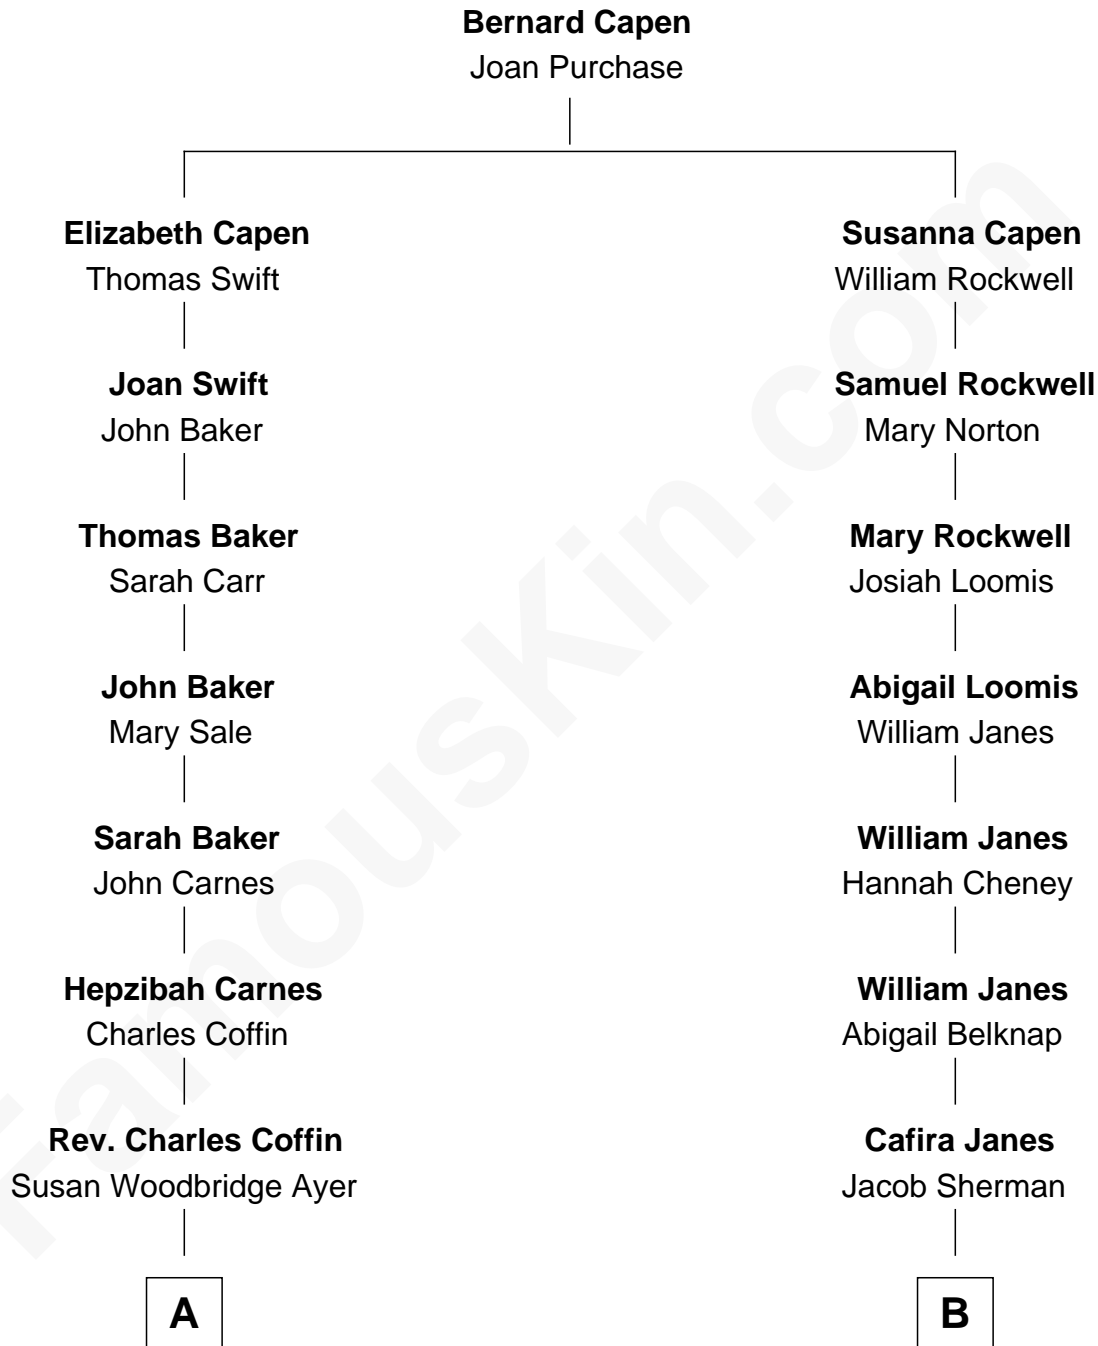 Bernard Capen
Joan Purchase
Elizabeth Capen
Thomas Swift
Susanna Capen
William Rockwell
Joan Swift
John Baker
Samuel Rockwell
Mary Norton
Thomas Baker
Sarah Carr
Mary Rockwell
Josiah Loomis
John Baker
Mary Sale
Abigail Loomis
William Janes
Sarah Baker
John Carnes
William Janes
Hannah Cheney
Hepzibah Carnes
Charles Coffin
William Janes
Abigail Belknap
Rev. Charles Coffin
Susan Woodbridge Ayer
Cafira Janes
Jacob Sherman
A
B
FamousKin.com